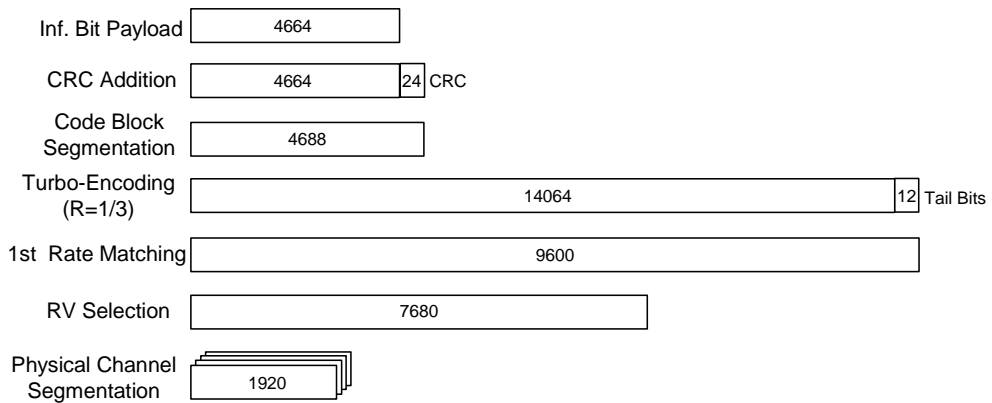 Inf. Bit Payload 4664
CRC Addition 4664 24 CRC
Code Block
Segmentation 4688
Turbo-Encoding
(R=1/3) 14064 12 Tail Bits
1st Rate Matching 9600
RV Selection 7680
Physical Channel
Segmentation 1920